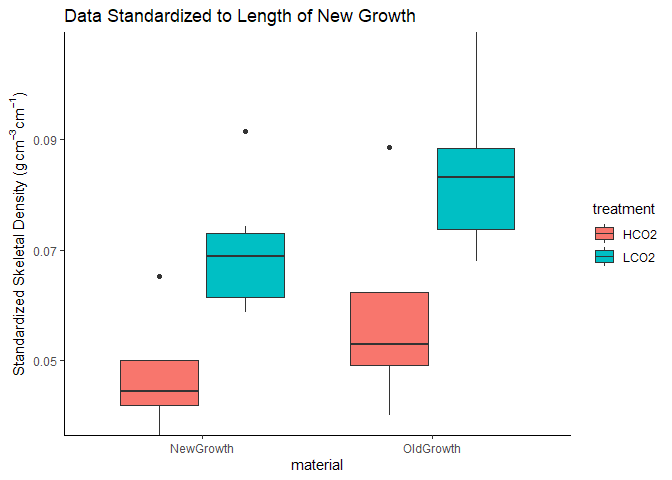 Data Standardized to Length of New Growth
Standardized Skeletal Density (g cm⁻³ cm⁻¹)
0.09
0.07
0.05
NewGrowth OldGrowth
material
treatment
HCO2
LCO2